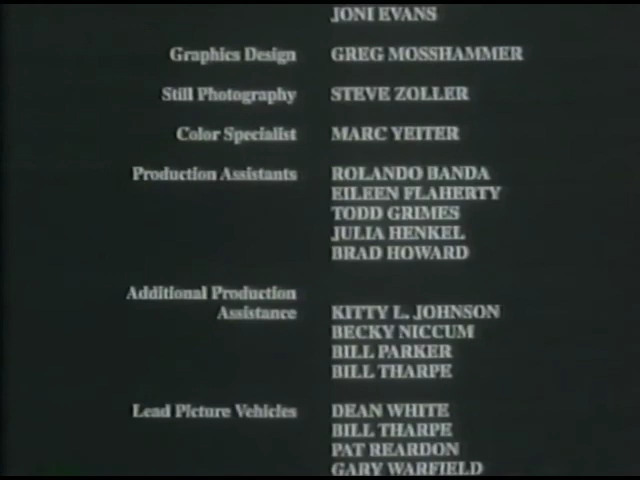 JONI EVANS
Graphics Design GREG MOSSHAMMER
Still Photography STEVE ZOLLER
Color Specialist MARC YEITER
Production Assistants ROLANDO BANDA
EILEEN FLAHERTY
TODD GRIMES
JULIA HENKEL
BRAD HOWARD
Additional Production
Assistance KITTY L. JOHNSON
BECKY NICCUM
BILL PARKER
BILL THARPE
Lead Picture Vehicles DEAN WHITE
BILL THARPE
PAT REARDON
GARY WARFIELD